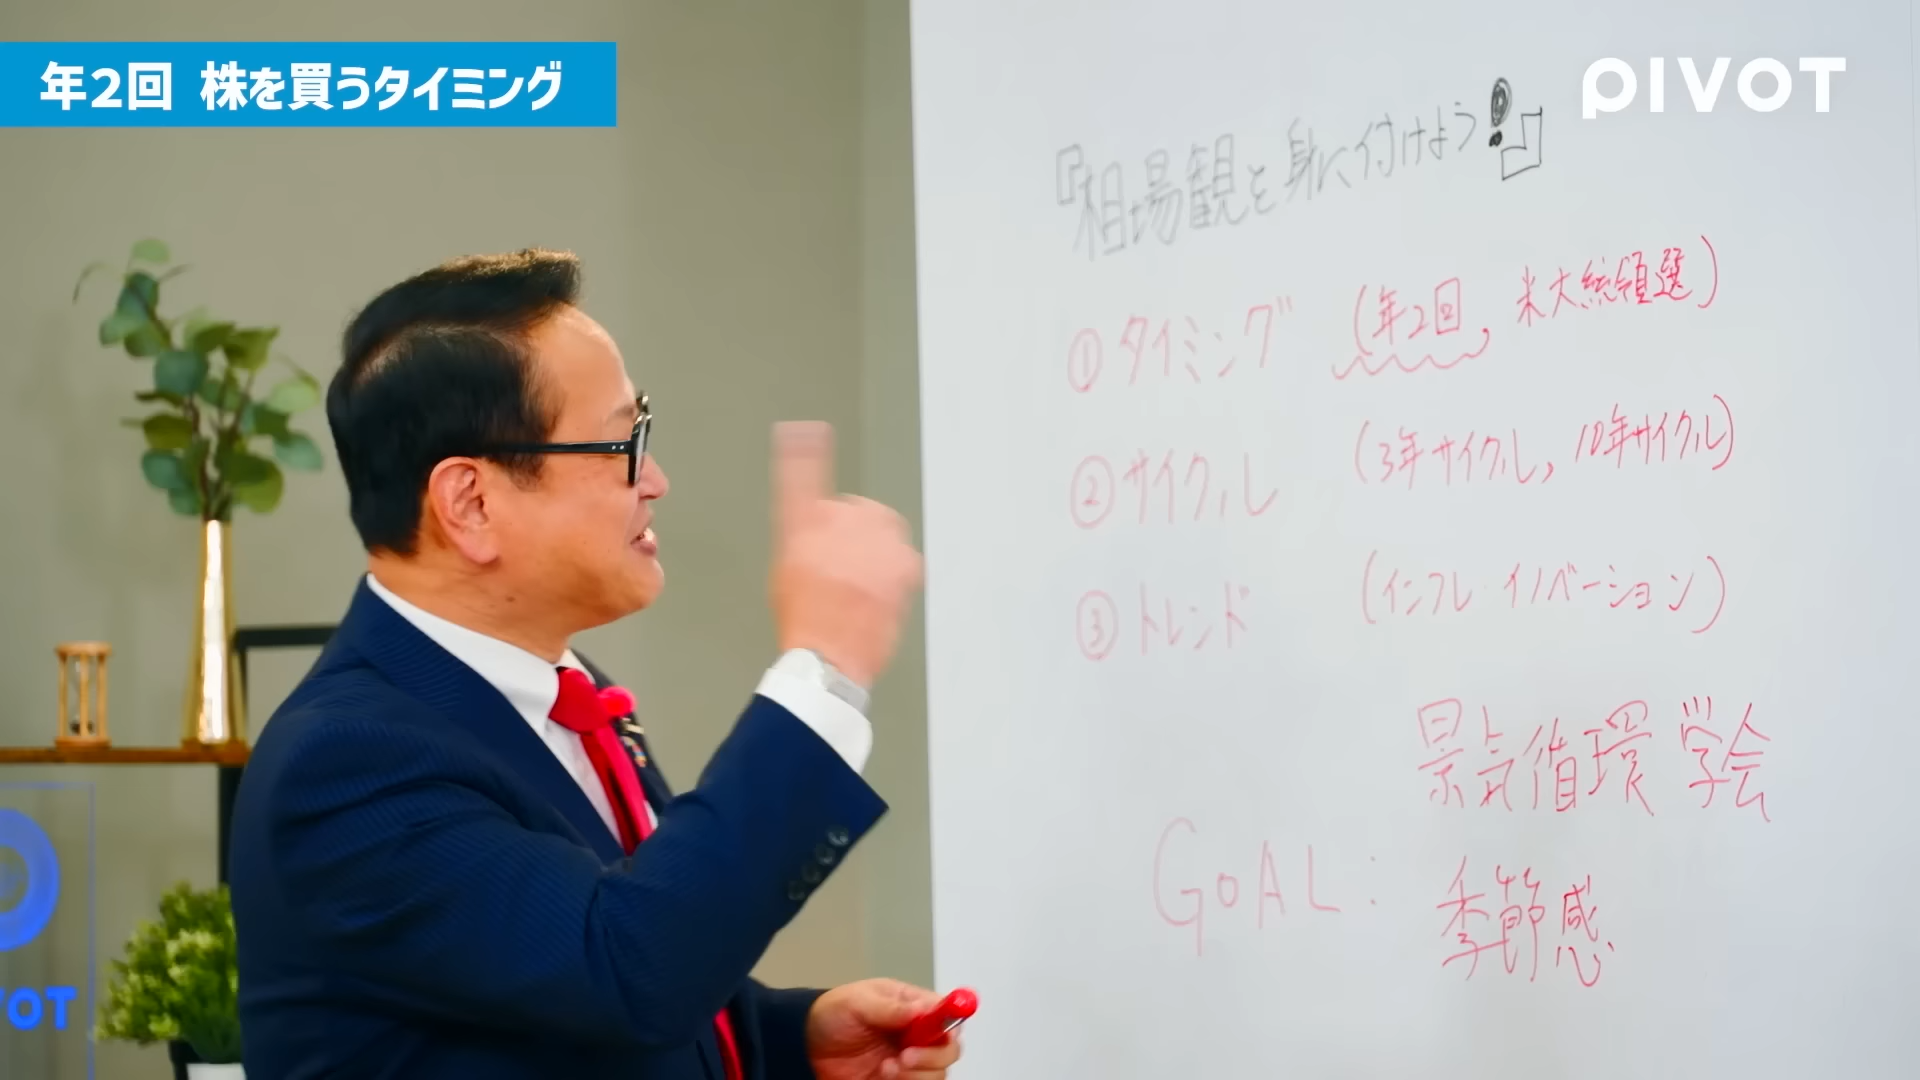 年2回 株を買うタイミング
PIVOT
『相場観を身に付けよう!』
① タイミング (年2回, 米大統領選)
② サイクル (3年サイクル, 10年サイクル)
③ トレンド (インフレ・イノベーション)
景気循環学会
GOAL: 季節感
VOT